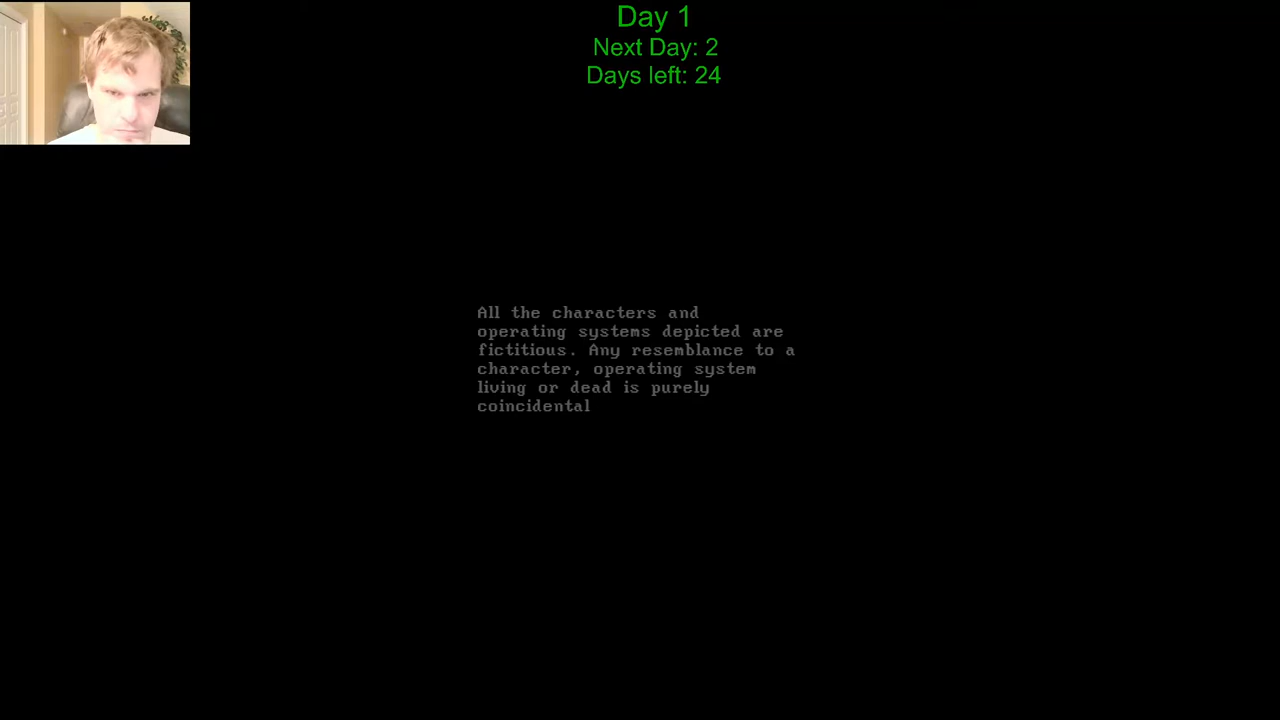 Day 1
Next Day: 2
Days left: 24
All the characters and
operating systems depicted are
fictitious. Any resemblance to a
character, operating system
living or dead is purely
coincidental